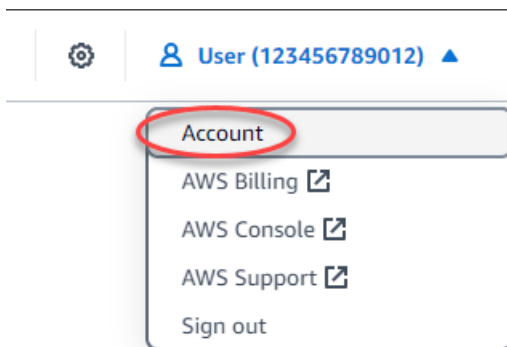 User (123456789012)
Account
AWS Billing
AWS Console
AWS Support
Sign out